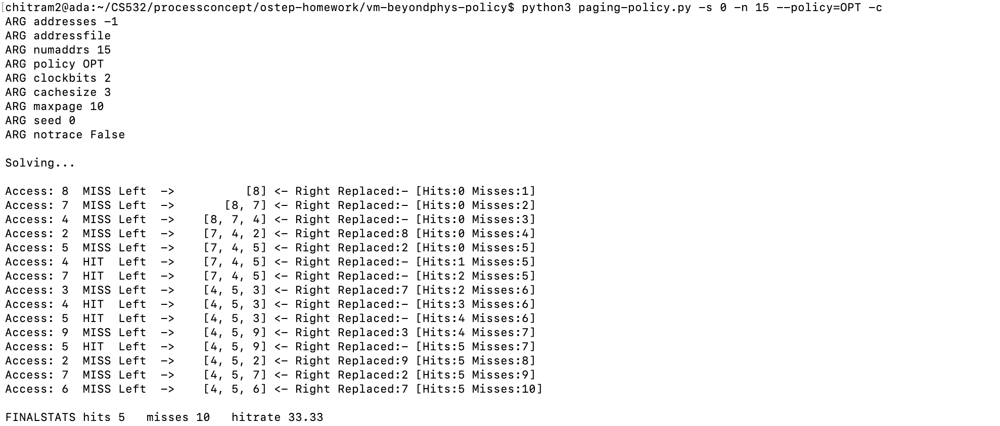 [chitram2@ada:~/CS532/processconcept/ostep-homework/vm-beyondphys-policy$ python3 paging-policy.py -s 0 -n 15 --policy=OPT -c
ARG addresses -1
ARG addressfile
ARG numaddrs 15
ARG policy OPT
ARG clockbits 2
ARG cachesize 3
ARG maxpage 10
ARG seed 0
ARG notrace False
Solving...
Access: 8  MISS Left  ->          [8] <- Right Replaced:- [Hits:0 Misses:1]
Access: 7  MISS Left  ->       [8, 7] <- Right Replaced:- [Hits:0 Misses:2]
Access: 4  MISS Left  ->    [8, 7, 4] <- Right Replaced:- [Hits:0 Misses:3]
Access: 2  MISS Left  ->    [7, 4, 2] <- Right Replaced:8 [Hits:0 Misses:4]
Access: 5  MISS Left  ->    [7, 4, 5] <- Right Replaced:2 [Hits:0 Misses:5]
Access: 4  HIT  Left  ->    [7, 4, 5] <- Right Replaced:- [Hits:1 Misses:5]
Access: 7  HIT  Left  ->    [7, 4, 5] <- Right Replaced:- [Hits:2 Misses:5]
Access: 3  MISS Left  ->    [4, 5, 3] <- Right Replaced:7 [Hits:2 Misses:6]
Access: 4  HIT  Left  ->    [4, 5, 3] <- Right Replaced:- [Hits:3 Misses:6]
Access: 5  HIT  Left  ->    [4, 5, 3] <- Right Replaced:- [Hits:4 Misses:6]
Access: 9  MISS Left  ->    [4, 5, 9] <- Right Replaced:3 [Hits:4 Misses:7]
Access: 5  HIT  Left  ->    [4, 5, 9] <- Right Replaced:- [Hits:5 Misses:7]
Access: 2  MISS Left  ->    [4, 5, 2] <- Right Replaced:9 [Hits:5 Misses:8]
Access: 7  MISS Left  ->    [4, 5, 7] <- Right Replaced:2 [Hits:5 Misses:9]
Access: 6  MISS Left  ->    [4, 5, 6] <- Right Replaced:7 [Hits:5 Misses:10]
FINALSTATS hits 5   misses 10   hitrate 33.33